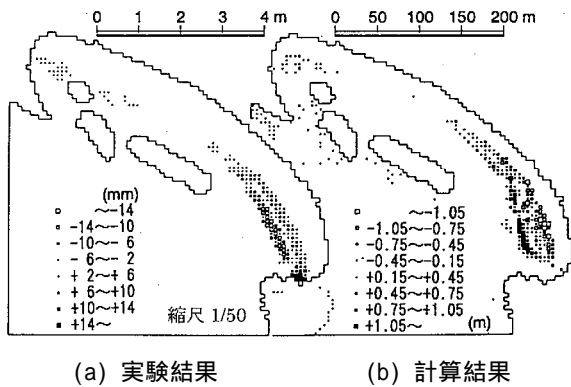 0 1 2 3 4 m
0 50 100 150 200 m
(mm)
～-14
-14～-10
-10～- 6
- 6～- 2
+ 2～+ 6
+ 6～+10
+10～+14
+14～
縮尺 1/50
～-1.05
-1.05～-0.75
-0.75～-0.45
-0.45～-0.15
+0.15～+0.45
+0.45～+0.75
+0.75～+1.05
+1.05～
(m)
(a) 実験結果
(b) 計算結果